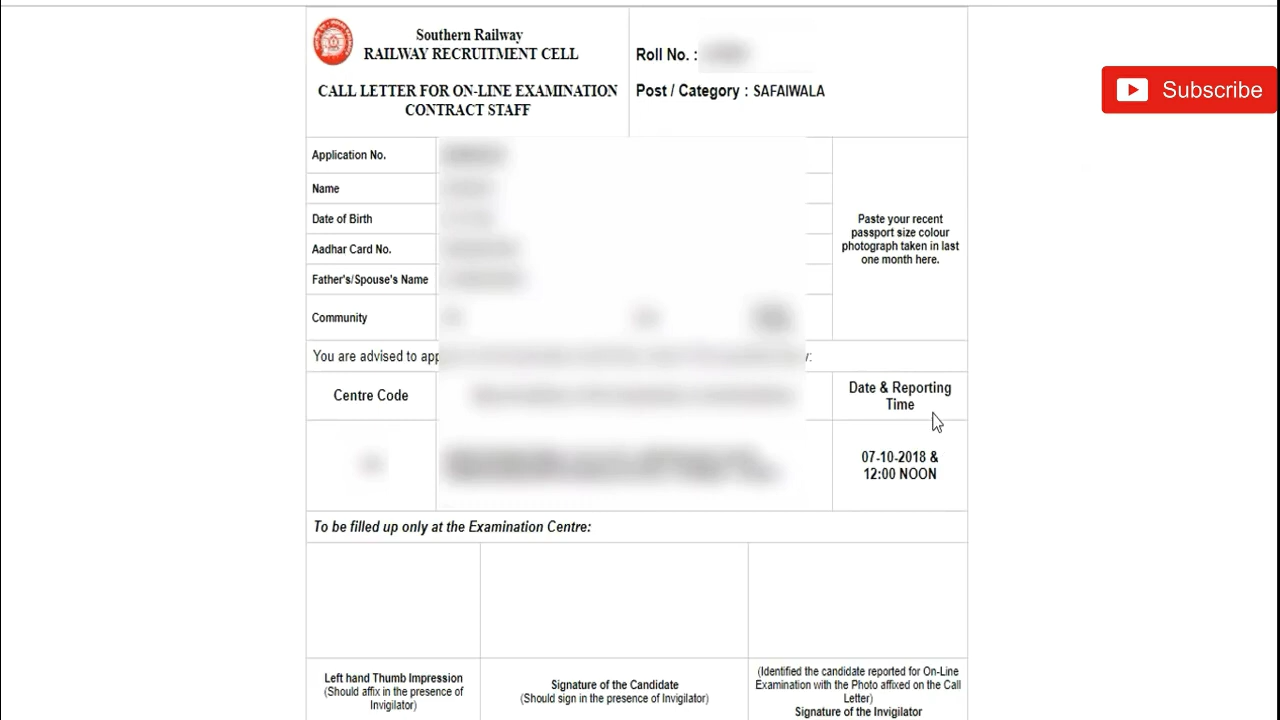 Southern Railway
RAILWAY RECRUITMENT CELL
CALL LETTER FOR ON-LINE EXAMINATION
CONTRACT STAFF
Roll No. :
Post / Category : SAFAIWALA
Subscribe
Application No.
Name
Date of Birth
Aadhar Card No.
Father's/Spouse's Name
Community
Paste your recent
passport size colour
photograph taken in last
one month here.
You are advised to app
Centre Code
Date & Reporting
Time
07-10-2018 &
12:00 NOON
To be filled up only at the Examination Centre:
Left hand Thumb Impression
(Should affix in the presence of
Invigilator)
Signature of the Candidate
(Should sign in the presence of Invigilator)
(Identified the candidate reported for On-Line
Examination with the Photo affixed on the Call
Letter)
Signature of the Invigilator